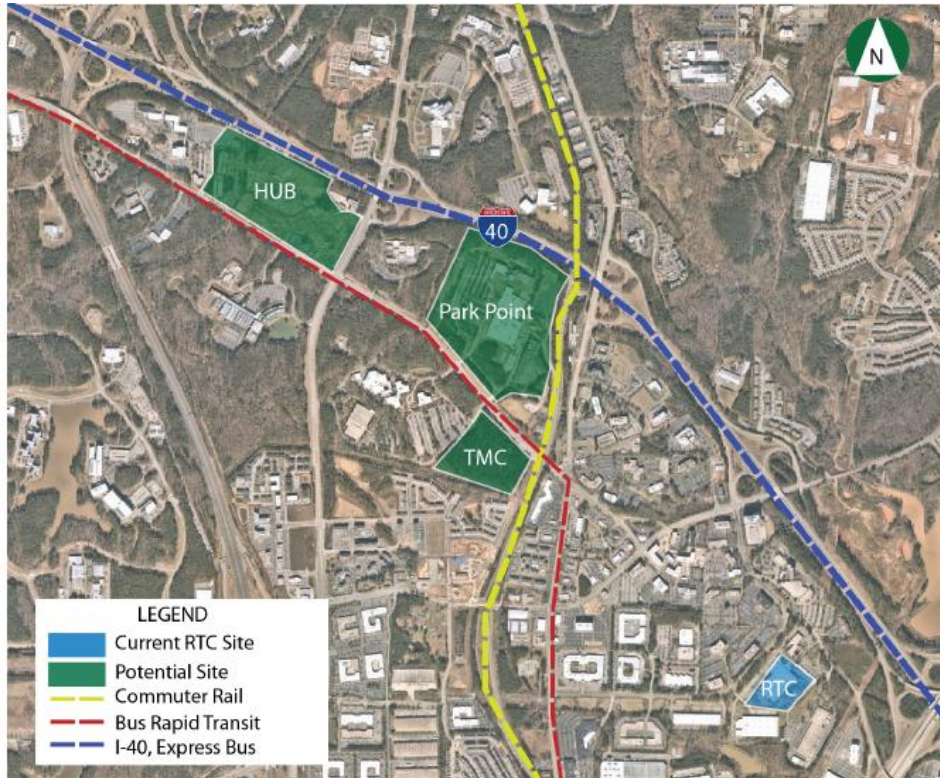 N
HUB
INTERSTATE
40
Park Point
TMC
RTC
LEGEND
Current RTC Site
Potential Site
Commuter Rail
Bus Rapid Transit
I-40, Express Bus